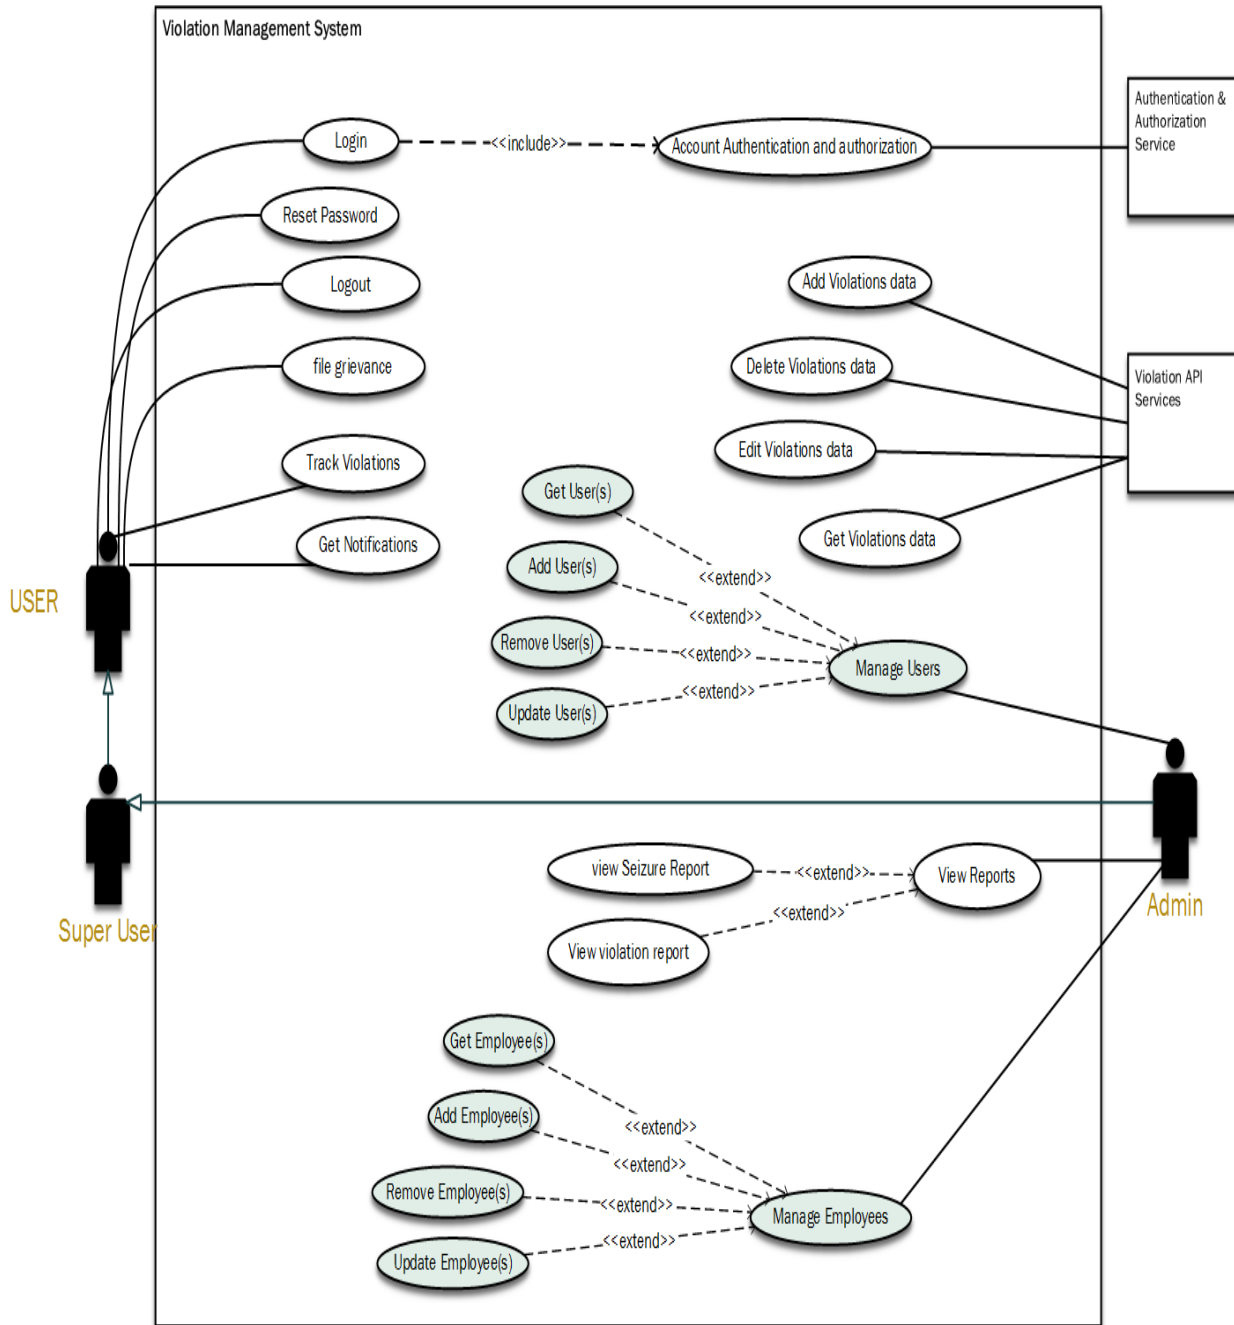 Violation Management System
Authentication &
Authorization
Service
Login
<<include>>
Account Authentication and authorization
Reset Password
Logout
Add Violations data
file grievance
Delete Violations data
Violation API
Services
Track Violations
Edit Violations data
Get User(s)
Get Notifications
Get Violations data
Add User(s)
<<extend>>
USER
<<extend>>
Remove User(s)
<<extend>>
Manage Users
<<extend>>
Update User(s)
view Seizure Report
<<extend>>
View Reports
Admin
<<extend>>
Super User
View violation report
Get Employee(s)
Add Employee(s)
<<extend>>
<<extend>>
Remove Employee(s)
<<extend>>
Manage Employees
<<extend>>
Update Employee(s)